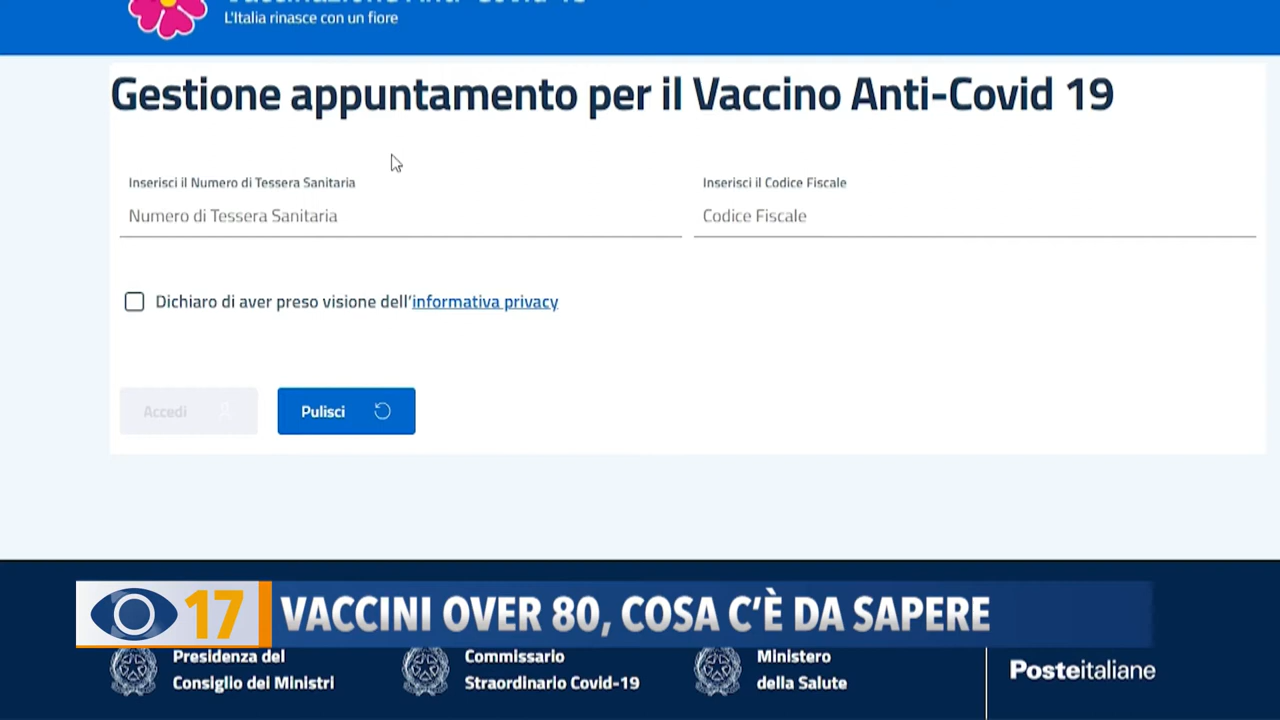 L'Italia rinasce con un fiore
Gestione appuntamento per il Vaccino Anti-Covid 19
Inserisci il Numero di Tessera Sanitaria
Numero di Tessera Sanitaria
Inserisci il Codice Fiscale
Codice Fiscale
Dichiaro di aver preso visione dell'informativa privacy
Accedi
Pulisci
17
VACCINI OVER 80, COSA C'È DA SAPERE
Presidenza del
Consiglio dei Ministri
Commissario
Straordinario Covid-19
Ministero
della Salute
Posteitaliane